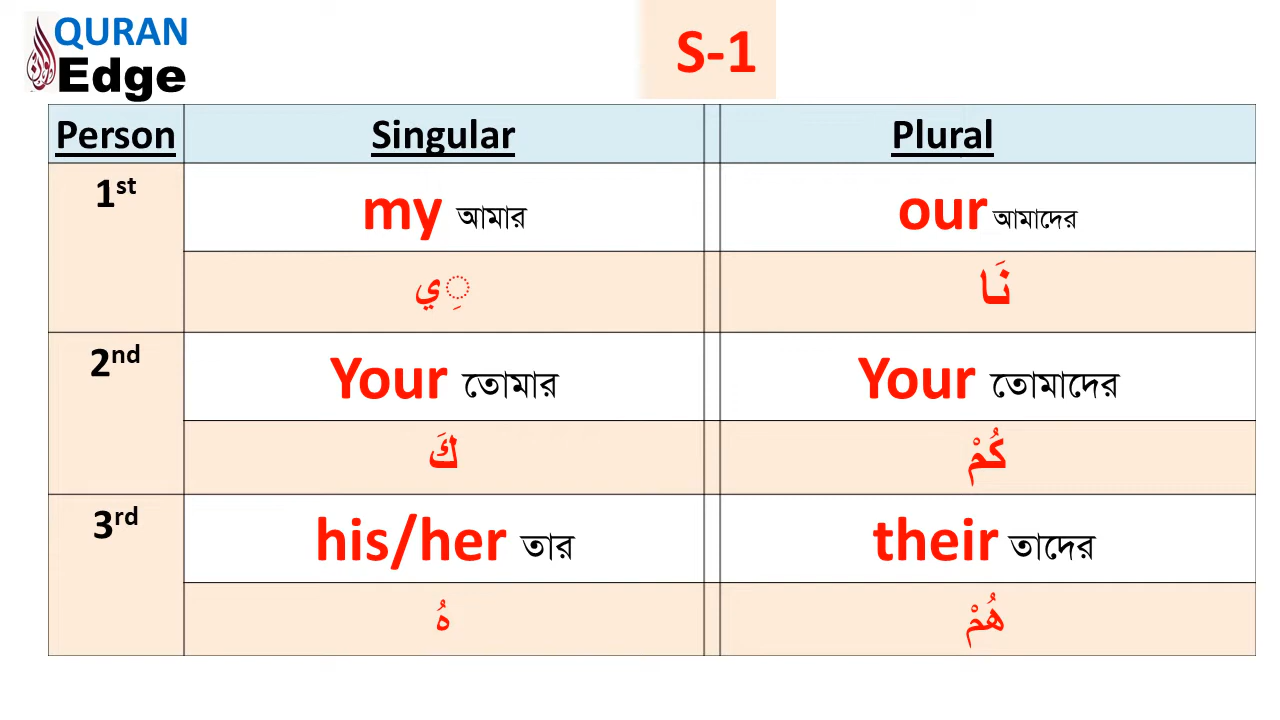 QURAN
Edge
S-1
Person Singular Plural
1st my আমার our আমাদের
ِي نَا
2nd Your তোমার Your তোমাদের
كَ كُمْ
3rd his/her তার their তাদের
هُ هُمْ